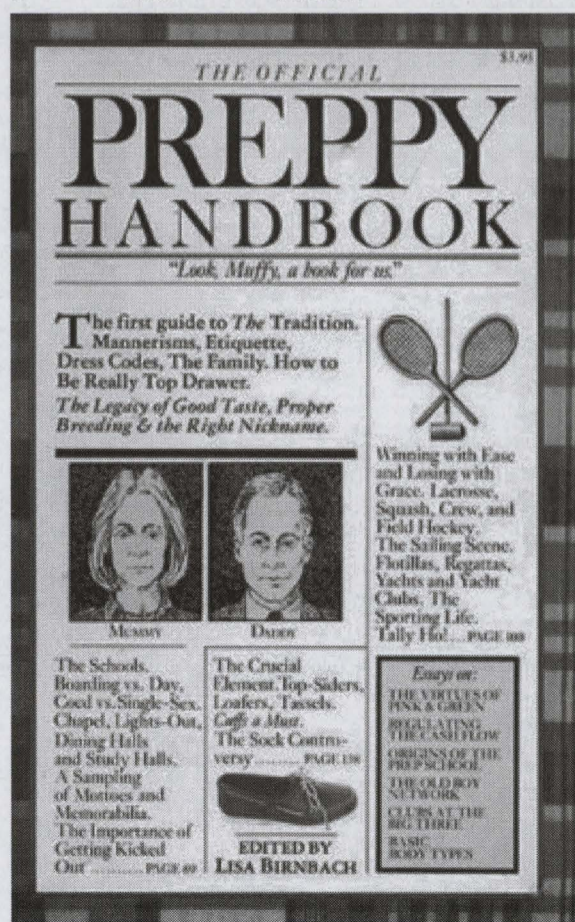 $3.95
THE OFFICIAL
PREPPY
HANDBOOK
"Look, Muffy, a book for us."
The first guide to The Tradition.
Mannerisms, Etiquette,
Dress Codes, The Family. How to
Be Really Top Drawer.
The Legacy of Good Taste, Proper
Breeding & the Right Nickname.
MUMMY
DADDY
The Schools.
Boarding vs. Day,
Coed vs. Single-Sex.
Chapel, Lights-Out,
Dining Halls
and Study Halls.
A Sampling
of Mottoes and
Memorabilia.
The Importance of
Getting Kicked
Out ............ PAGE 69
The Crucial
Element. Top-Siders,
Loafers, Tassels.
Cuffs a Must.
The Sock Contro-
versy .......... PAGE 138
EDITED BY
LISA BIRNBACH
Winning with Ease
and Losing with
Grace. Lacrosse,
Squash, Crew, and
Field Hockey.
The Sailing Scene.
Flotillas, Regattas,
Yachts and Yacht
Clubs, The
Sporting Life.
Tally Ho! ... PAGE
Essays on:
THE VIRTUES OF
PINK & GREEN
REGULATING
THE CASH FLOW
ORIGINS OF THE
PREP SCHOOL
THE OLD BOY
NETWORK
CLUBS AT THE
BIG THREE
BASIC
BODY TYPES